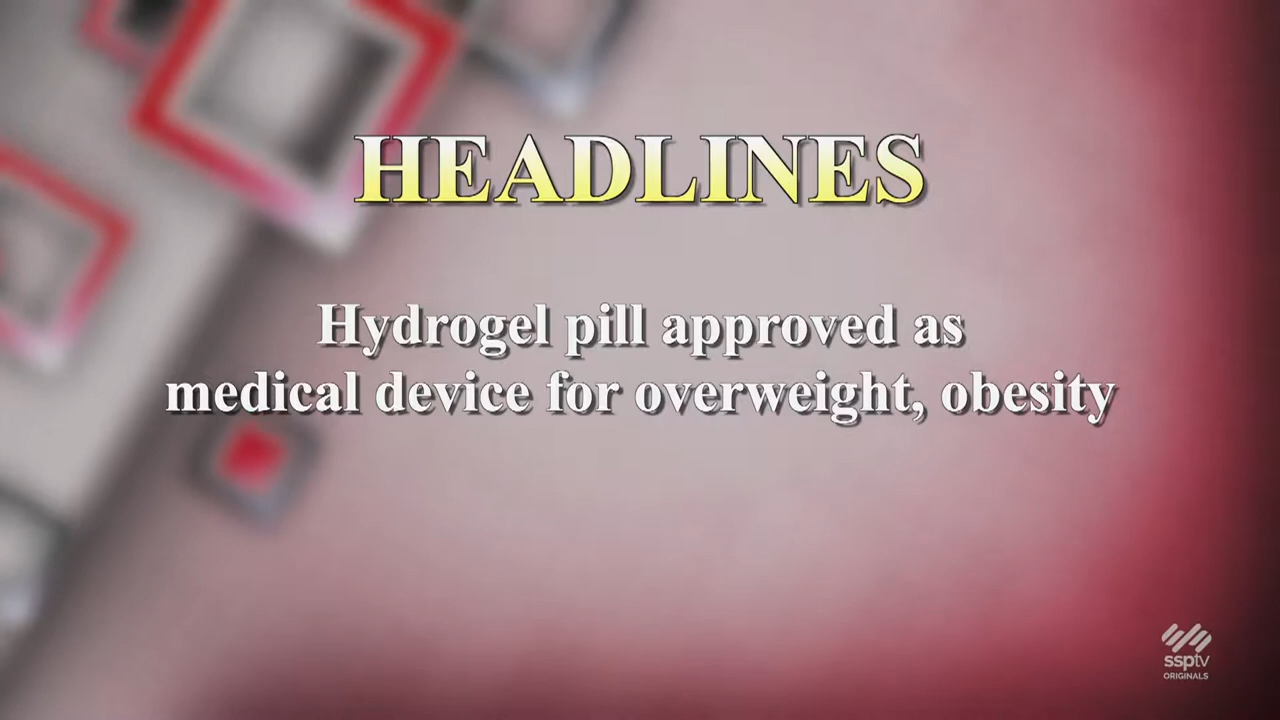 HEADLINES
Hydrogel pill approved as
medical device for overweight, obesity
ssptv
ORIGINALS